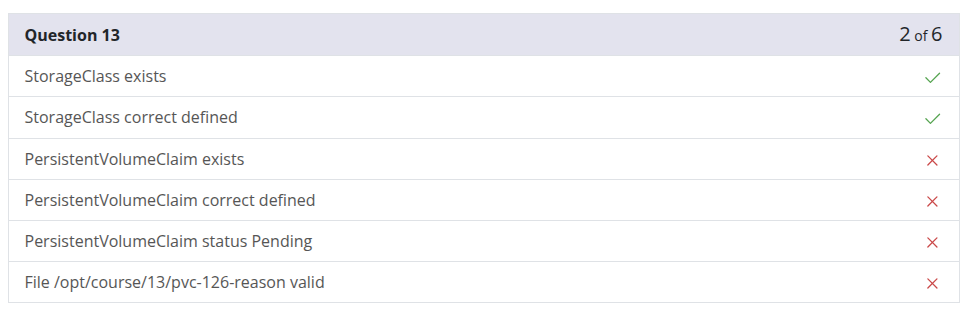 Question 13 2 of 6
StorageClass exists
StorageClass correct defined
PersistentVolumeClaim exists
PersistentVolumeClaim correct defined
PersistentVolumeClaim status Pending
File /opt/course/13/pvc-126-reason valid